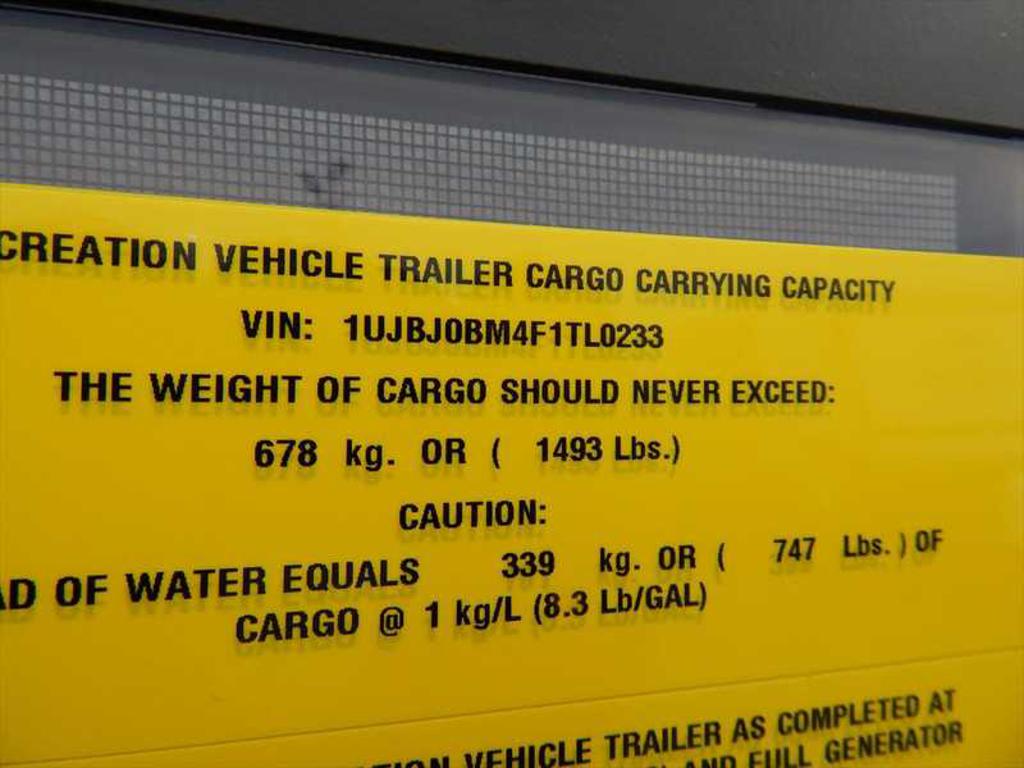 CREATION VEHICLE TRAILER CARGO CARRYING CAPACITY
VIN: 1UJBJ0BM4F1TL0233
THE WEIGHT OF CARGO SHOULD NEVER EXCEED:
678 kg. OR ( 1493 Lbs.)
CAUTION:
AD OF WATER EQUALS 339 kg. OR ( 747 Lbs. ) OF
CARGO @ 1 kg/L (8.3 Lb/GAL)
ON VEHICLE TRAILER AS COMPLETED AT
AND FULL GENERATOR